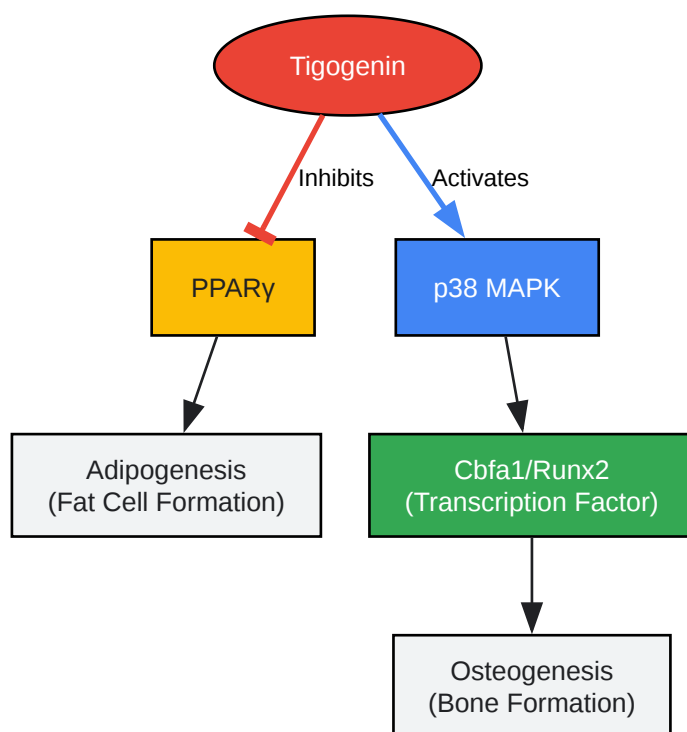 Tigogenin
Inhibits
Activates
PPARγ
p38 MAPK
Adipogenesis
(Fat Cell Formation)
Cbfa1/Runx2
(Transcription Factor)
Osteogenesis
(Bone Formation)